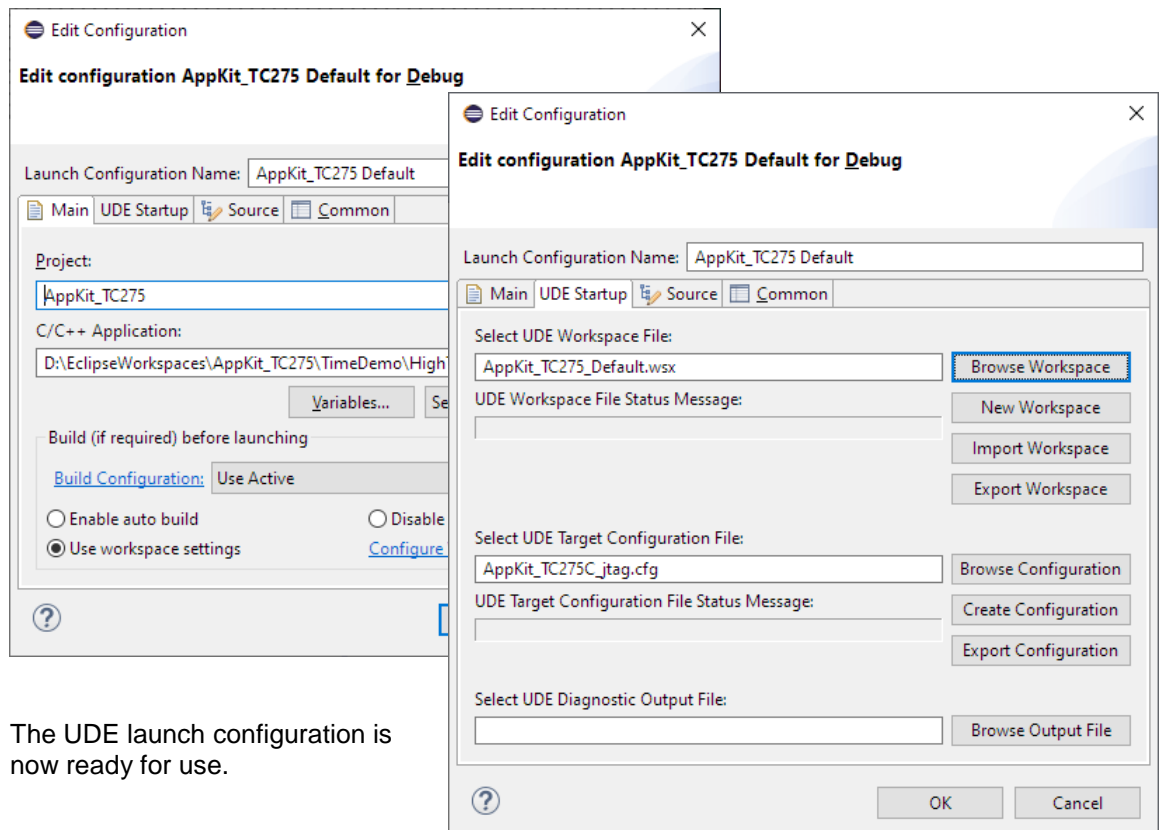 Edit Configuration
Edit configuration AppKit_TC275 Default for Debug
Launch Configuration Name: AppKit_TC275 Default
Main UDE Startup Source Common
Project:
AppKit_TC275
C/C++ Application:
D:\EclipseWorkspaces\AppKit_TC275\TimeDemo\High
Variables... Se
Build (if required) before launching
Build Configuration: Use Active
Enable auto build Disable
Use workspace settings Configure
The UDE launch configuration is
now ready for use.
Edit Configuration
Edit configuration AppKit_TC275 Default for Debug
Launch Configuration Name: AppKit_TC275 Default
Main UDE Startup Source Common
Select UDE Workspace File:
AppKit_TC275_Default.wsx Browse Workspace
UDE Workspace File Status Message:
New Workspace
Import Workspace
Export Workspace
Select UDE Target Configuration File:
AppKit_TC275C_jtag.cfg Browse Configuration
UDE Target Configuration File Status Message:
Create Configuration
Export Configuration
Select UDE Diagnostic Output File:
Browse Output File
OK Cancel